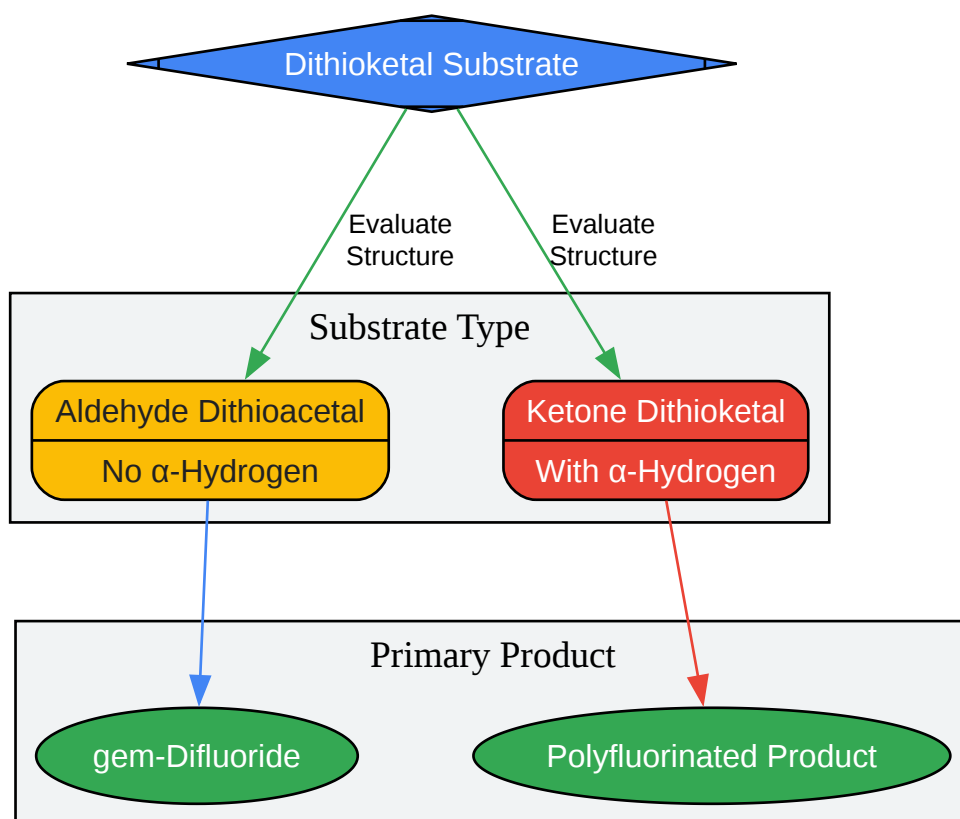 Dithioketal Substrate
Evaluate
Structure
Evaluate
Structure
Substrate Type
Aldehyde Dithioacetal
No α-Hydrogen
Ketone Dithioketal
With α-Hydrogen
Primary Product
gem-Difluoride
Polyfluorinated Product